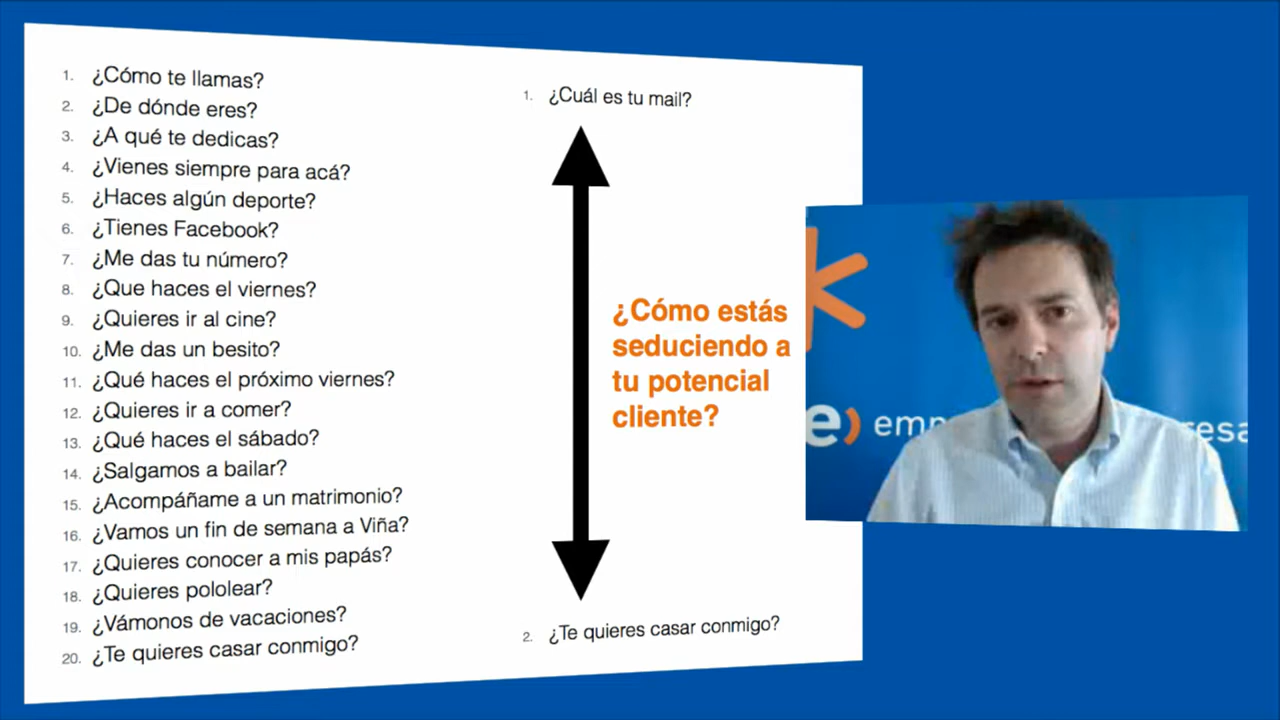 1. ¿Cómo te llamas?
2. ¿De dónde eres?
3. ¿A qué te dedicas?
4. ¿Vienes siempre para acá?
5. ¿Haces algún deporte?
6. ¿Tienes Facebook?
7. ¿Me das tu número?
8. ¿Que haces el viernes?
9. ¿Quieres ir al cine?
10. ¿Me das un besito?
11. ¿Qué haces el próximo viernes?
12. ¿Quieres ir a comer?
13. ¿Qué haces el sábado?
14. ¿Salgamos a bailar?
15. ¿Acompáñame a un matrimonio?
16. ¿Vamos un fin de semana a Viña?
17. ¿Quieres conocer a mis papás?
18. ¿Quieres pololear?
19. ¿Vámonos de vacaciones?
20. ¿Te quieres casar conmigo?
1. ¿Cuál es tu mail?
¿Cómo estás
seduciendo a
tu potencial
cliente?
2. ¿Te quieres casar conmigo?
e) emp resa